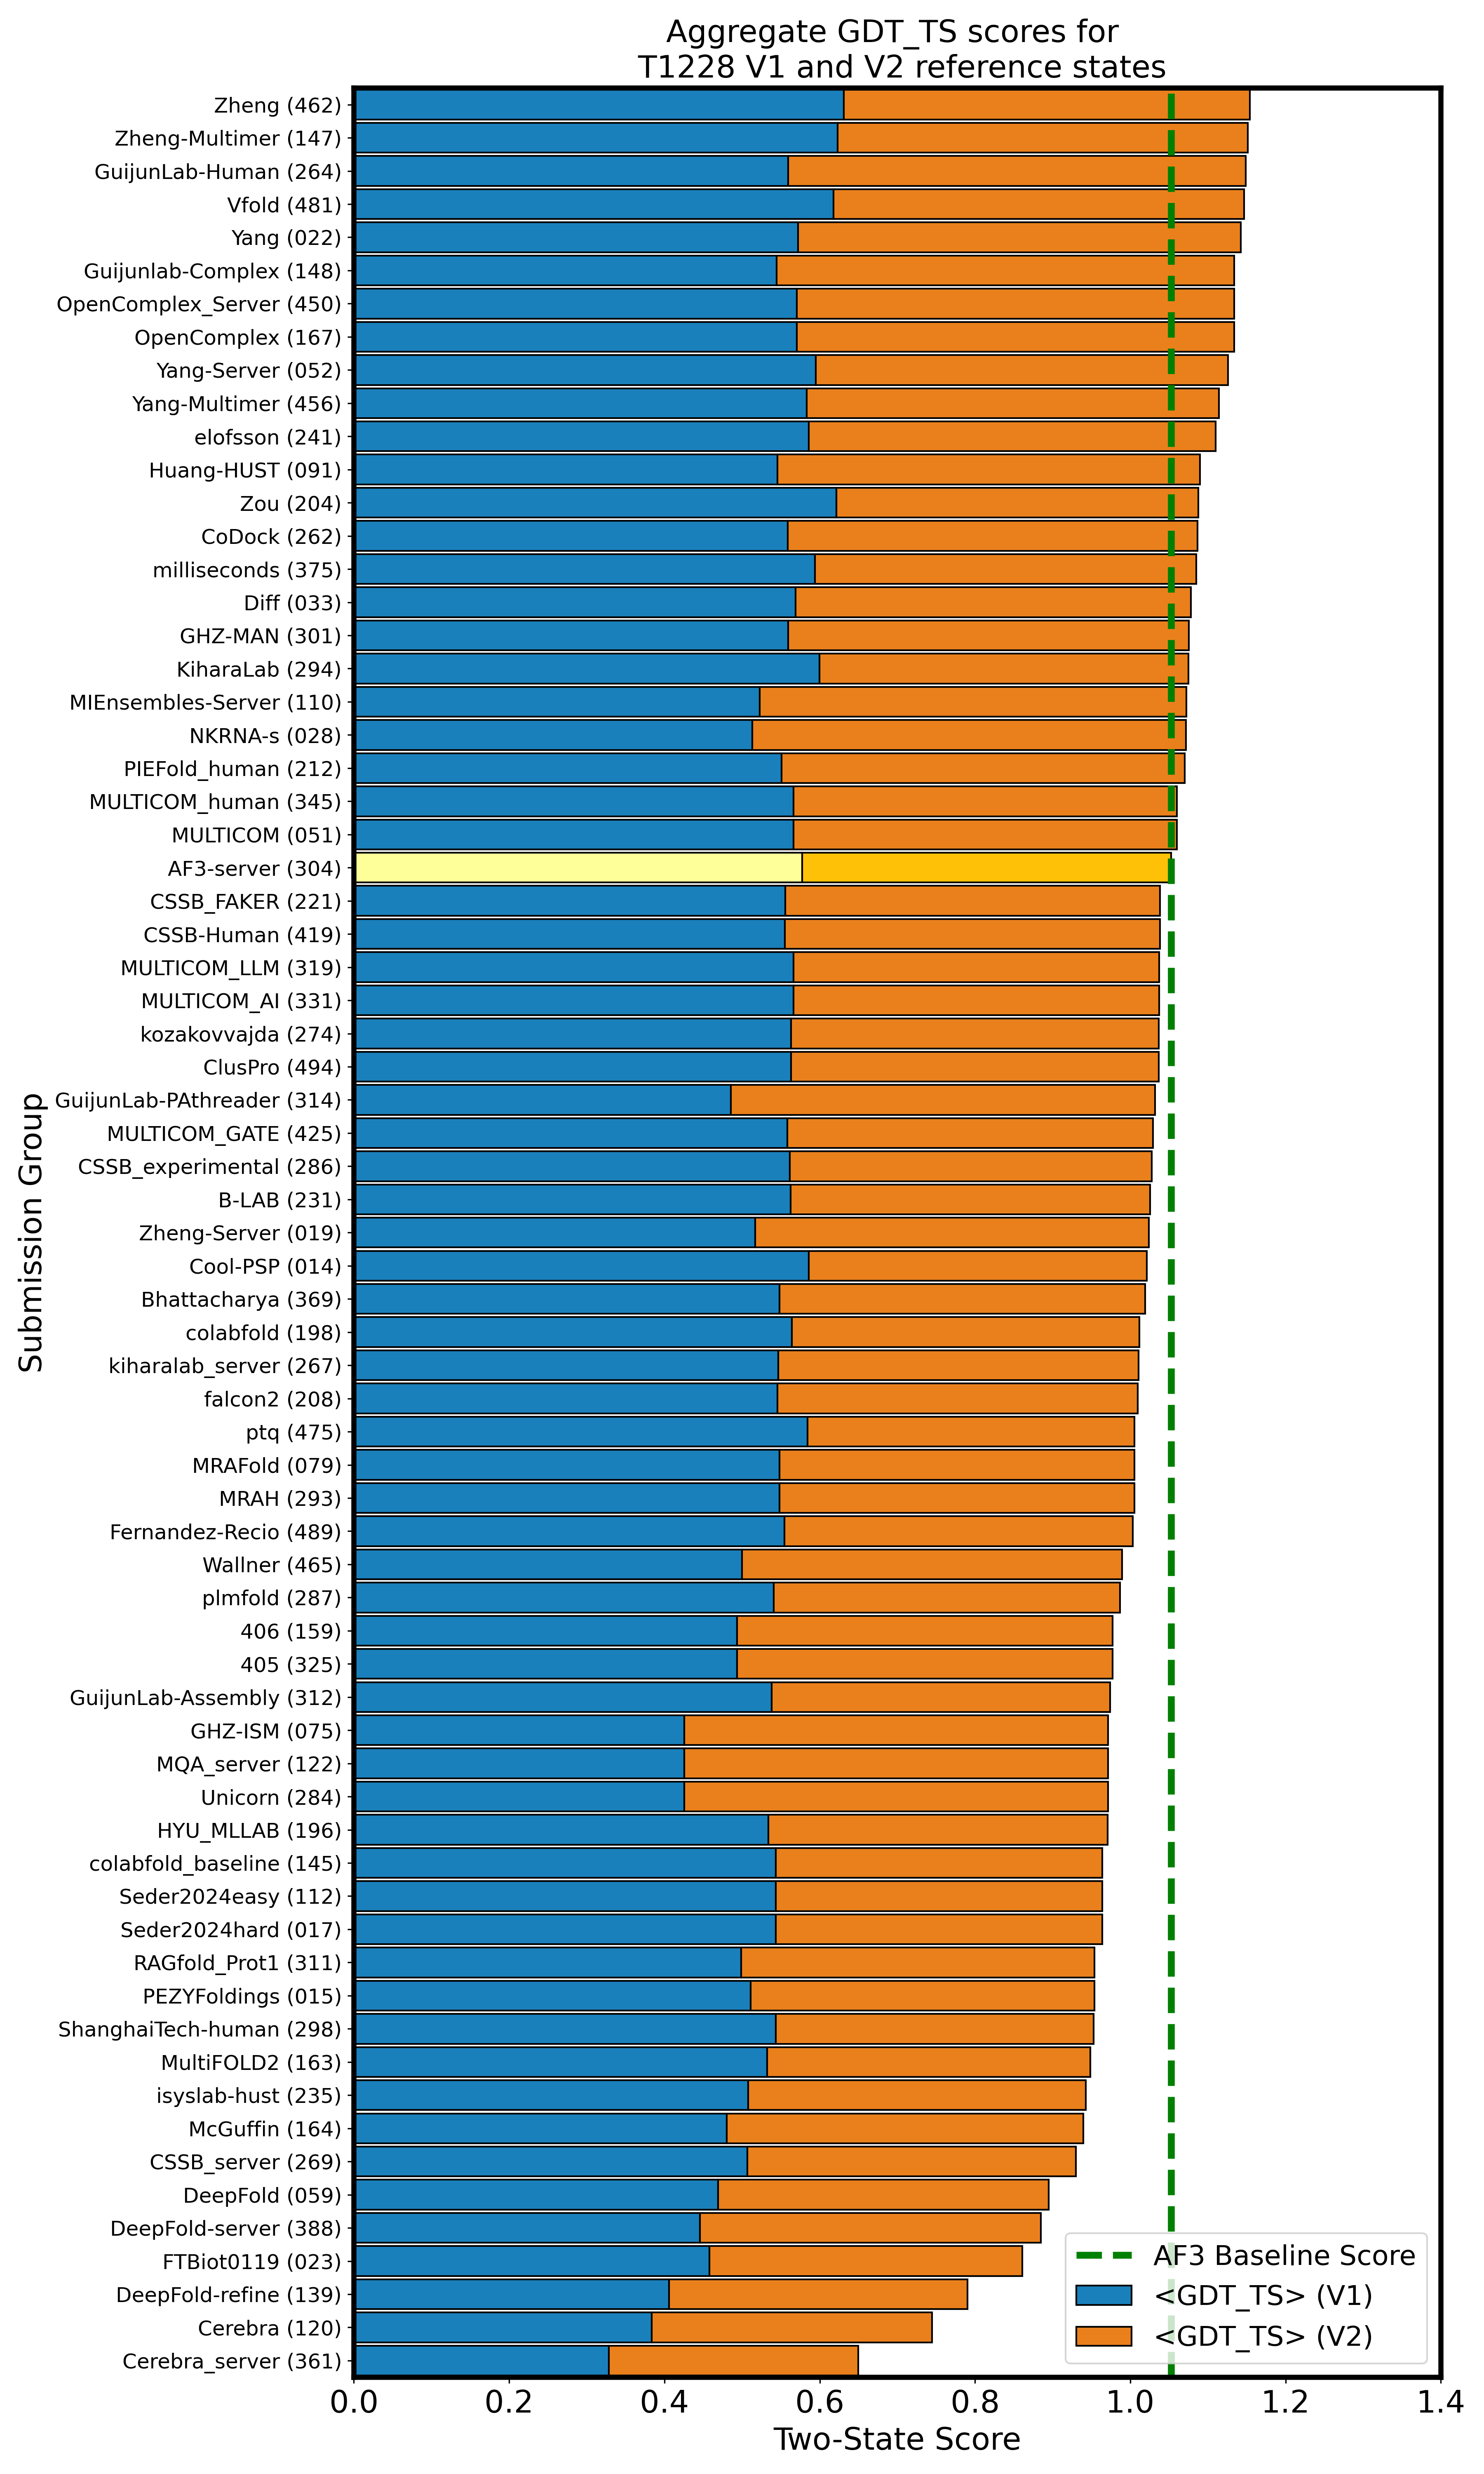 Aggregate GDT_TS scores for
T1228 V1 and V2 reference states
Zheng (462)
Zheng-Multimer (147)
GuijunLab-Human (264)
Vfold (481)
Yang (022)
Guijunlab-Complex (148)
OpenComplex_Server (450)
OpenComplex (167)
Yang-Server (052)
Yang-Multimer (456)
elofsson (241)
Huang-HUST (091)
Zou (204)
CoDock (262)
milliseconds (375)
Diff (033)
GHZ-MAN (301)
KiharaLab (294)
MIEnsembles-Server (110)
NKRNA-s (028)
PIEFold_human (212)
MULTICOM_human (345)
MULTICOM (051)
AF3-server (304)
CSSB_FAKER (221)
CSSB-Human (419)
MULTICOM_LLM (319)
MULTICOM_AI (331)
kozakovvajda (274)
ClusPro (494)
GuijunLab-PAthreader (314)
MULTICOM_GATE (425)
CSSB_experimental (286)
B-LAB (231)
Zheng-Server (019)
Cool-PSP (014)
Bhattacharya (369)
colabfold (198)
kiharalab_server (267)
falcon2 (208)
ptq (475)
MRAFold (079)
MRAH (293)
Fernandez-Recio (489)
Wallner (465)
plmfold (287)
406 (159)
405 (325)
GuijunLab-Assembly (312)
GHZ-ISM (075)
MQA_server (122)
Unicorn (284)
HYU_MLLAB (196)
colabfold_baseline (145)
Seder2024easy (112)
Seder2024hard (017)
RAGfold_Prot1 (311)
PEZYFoldings (015)
ShanghaiTech-human (298)
MultiFOLD2 (163)
isyslab-hust (235)
McGuffin (164)
CSSB_server (269)
DeepFold (059)
DeepFold-server (388)
FTBiot0119 (023)
DeepFold-refine (139)
Cerebra (120)
Cerebra_server (361)
Submission Group
AF3 Baseline Score
<GDT_TS> (V1)
<GDT_TS> (V2)
0.0 0.2 0.4 0.6 0.8 1.0 1.2 1.4
Two-State Score